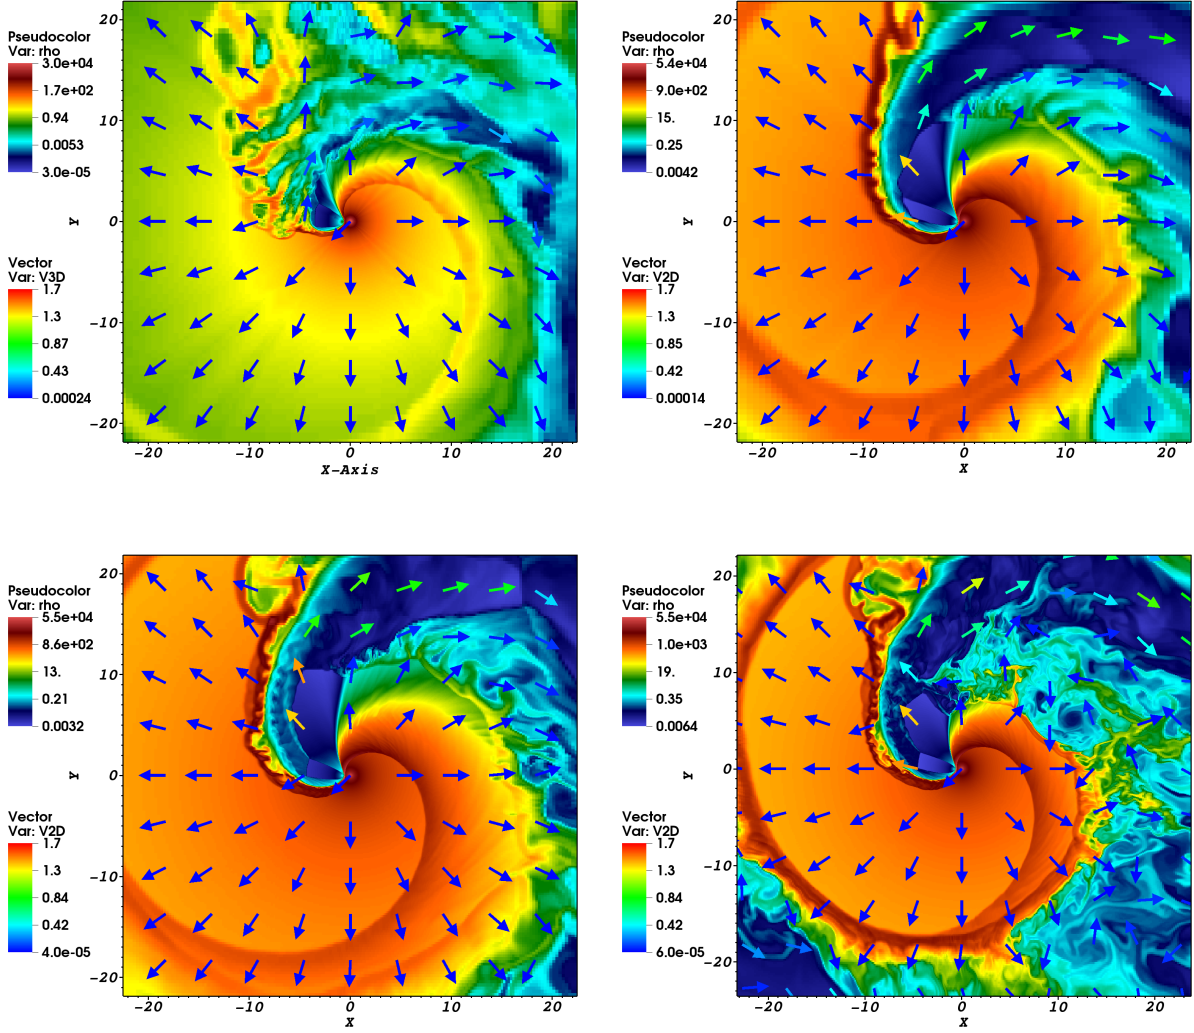 Pseudocolor
Var: rho
3.0e+04
1.7e+02
0.94
0.0053
3.0e-05
Vector
Var: V3D
1.7
1.3
0.87
0.43
0.00024
20
10
0
-10
-20
Y
-20 -10 0 10 20
X-Axis
Pseudocolor
Var: rho
5.4e+04
9.0e+02
15.
0.25
0.0042
Vector
Var: V2D
1.7
1.3
0.85
0.42
0.00014
20
10
0
-10
-20
Y
-20 -10 0 10 20
X
Pseudocolor
Var: rho
5.5e+04
8.6e+02
13.
0.21
0.0032
Vector
Var: V2D
1.7
1.3
0.84
0.42
4.0e-05
20
10
0
-10
-20
Y
-20 -10 0 10 20
X
Pseudocolor
Var: rho
5.5e+04
1.0e+03
19.
0.35
0.0064
Vector
Var: V2D
1.7
1.3
0.85
0.42
6.0e-05
20
10
0
-10
-20
Y
-20 -10 0 10 20
X